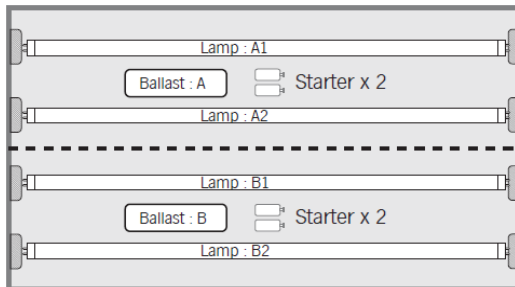 Lamp : A1
Ballast : A
Starter x 2
Lamp : A2
Lamp : B1
Ballast : B
Starter x 2
Lamp : B2